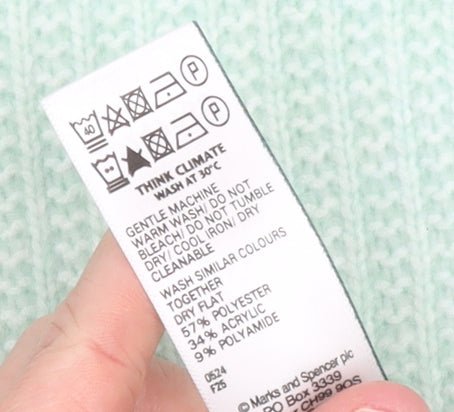 40 P
P
THINK CLIMATE
WASH AT 30°C
GENTLE MACHINE
WARM WASH/ DO NOT
BLEACH/ DO NOT TUMBLE
DRY/ COOL IRON/ DRY
CLEANABLE
WASH SIMILAR COLOURS
TOGETHER
DRY FLAT
57% POLYESTER
34% ACRYLIC
9% POLYAMIDE
0524
F25
© Marks and Spencer plc
PO Box 3339
CH99 9QS